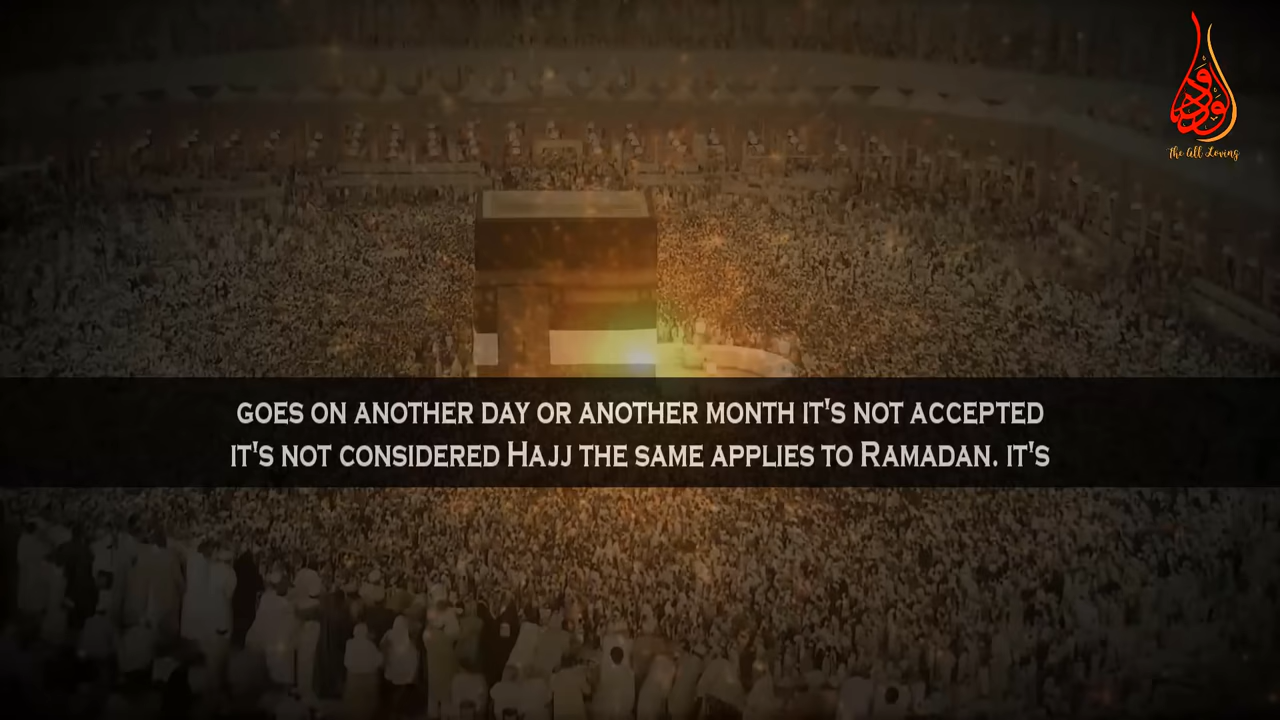 الودود
The All Loving
GOES ON ANOTHER DAY OR ANOTHER MONTH IT'S NOT ACCEPTED
IT'S NOT CONSIDERED HAJJ THE SAME APPLIES TO RAMADAN. IT'S